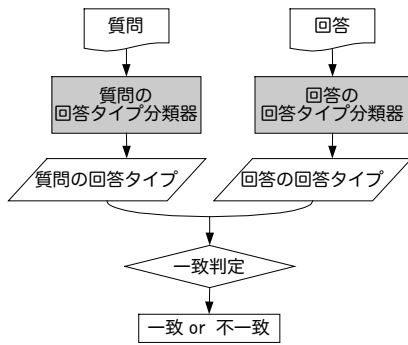 質問
回答
質問の
回答タイプ分類器
回答の
回答タイプ分類器
質問の回答タイプ
回答の回答タイプ
一致判定
一致 or 不一致